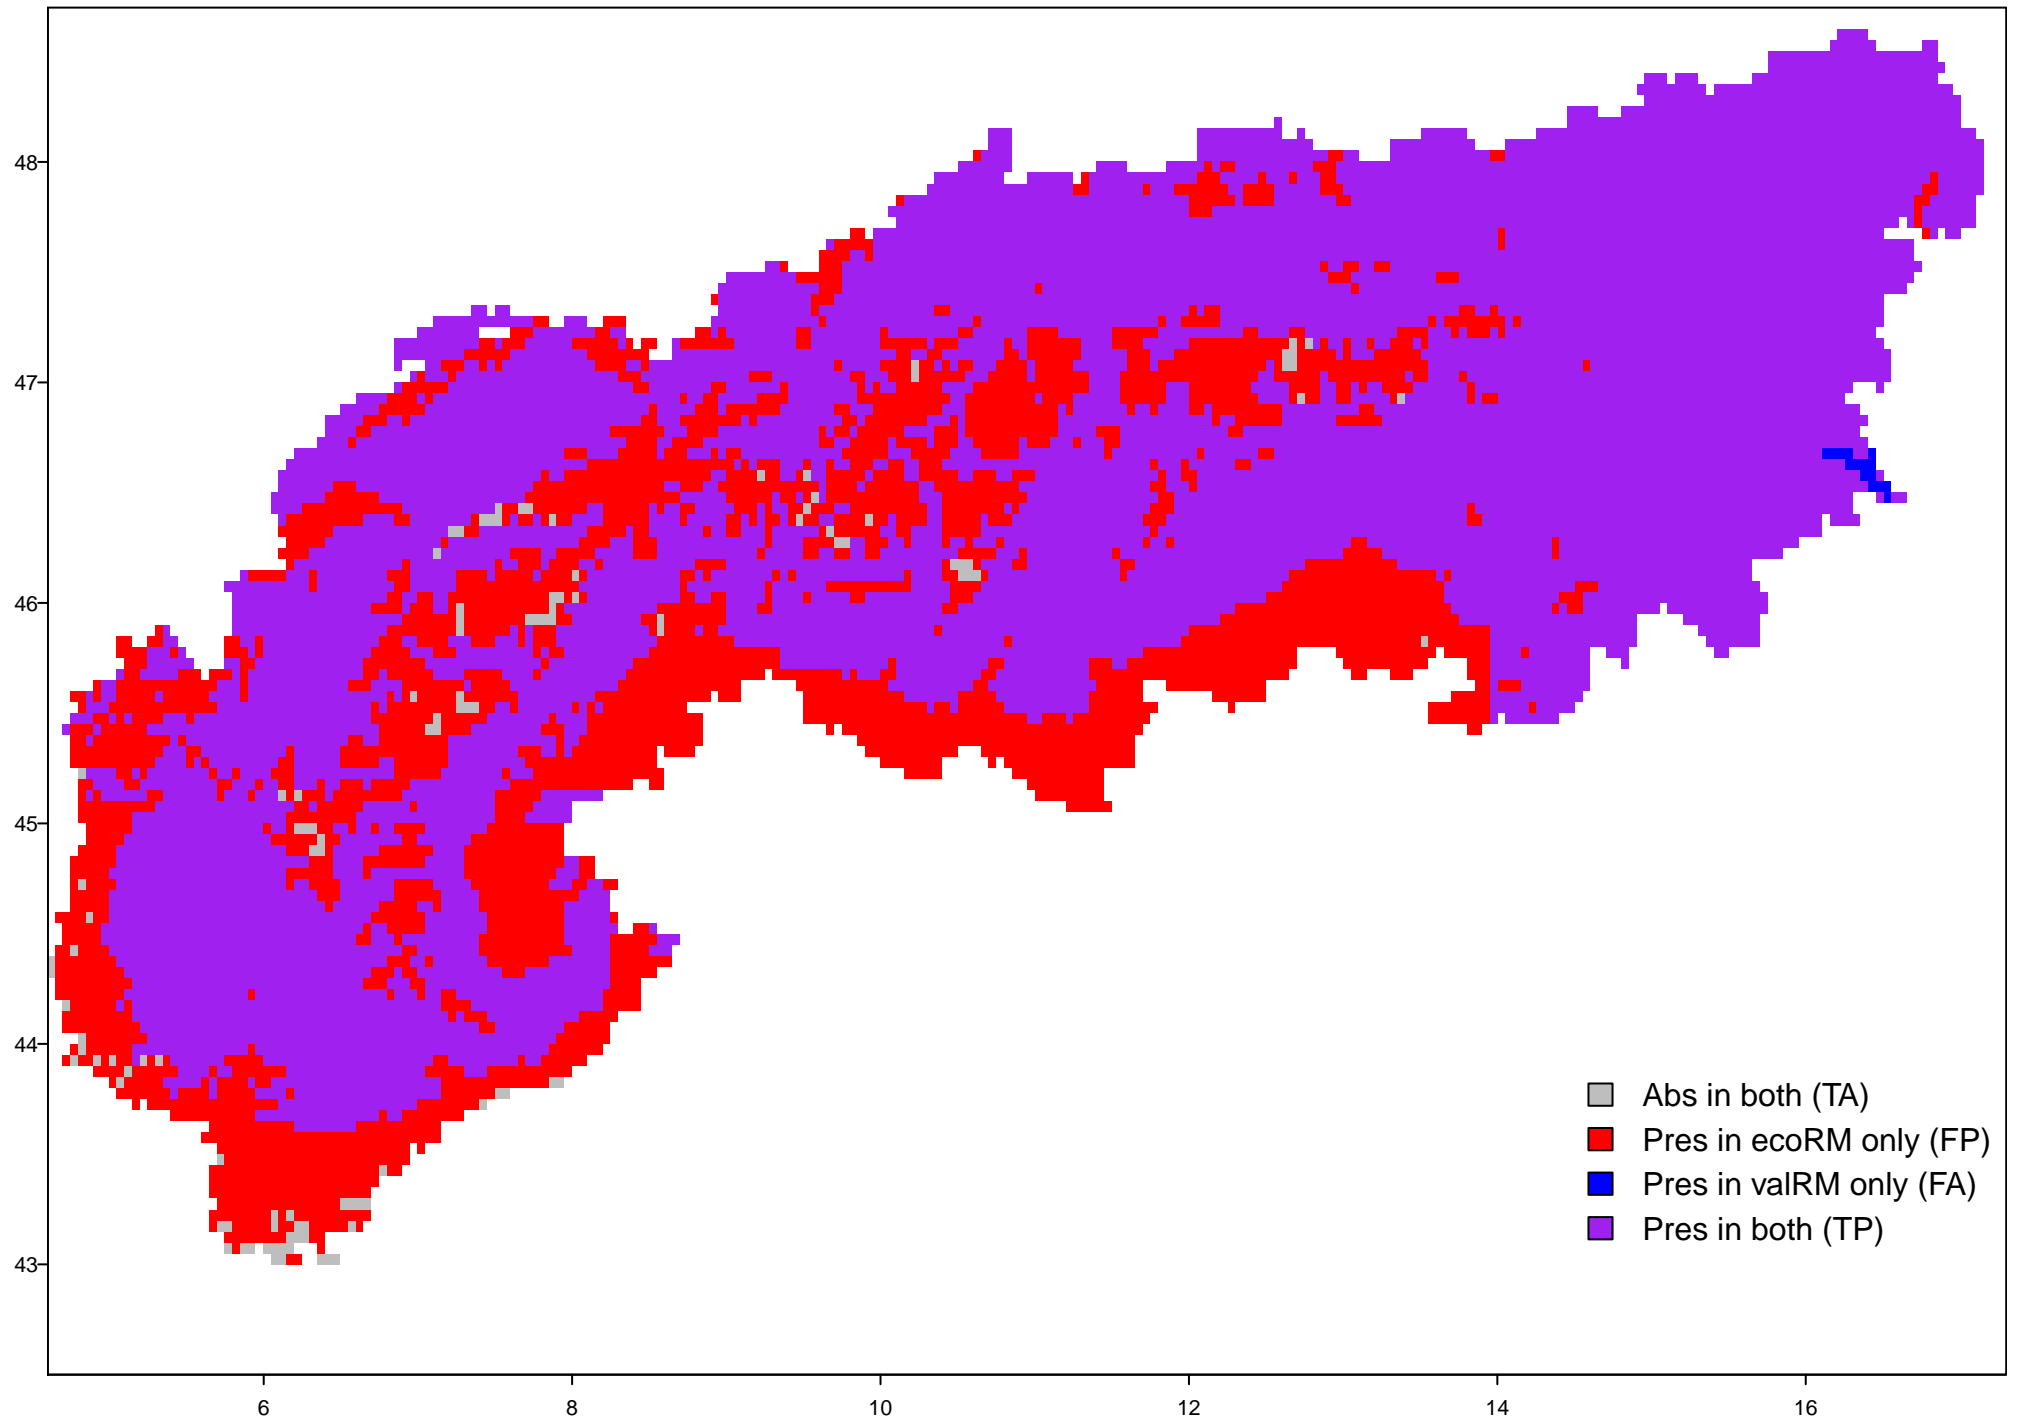 48
47
46
45
44
43
Abs in both (TA)
Pres in ecoRM only (FP)
Pres in valRM only (FA)
Pres in both (TP)
6 8 10 12 14 16